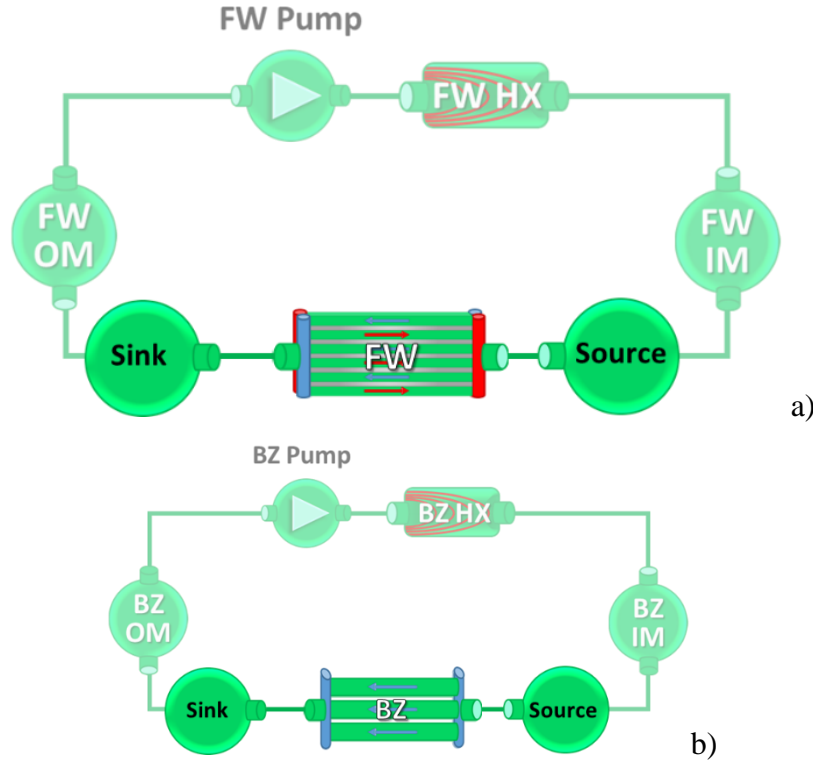 FW Pump
FW HX
FW
OM
FW
IM
Sink
FW
Source
a)
BZ Pump
BZ HX
BZ
OM
BZ
IM
Sink
BZ
Source
b)